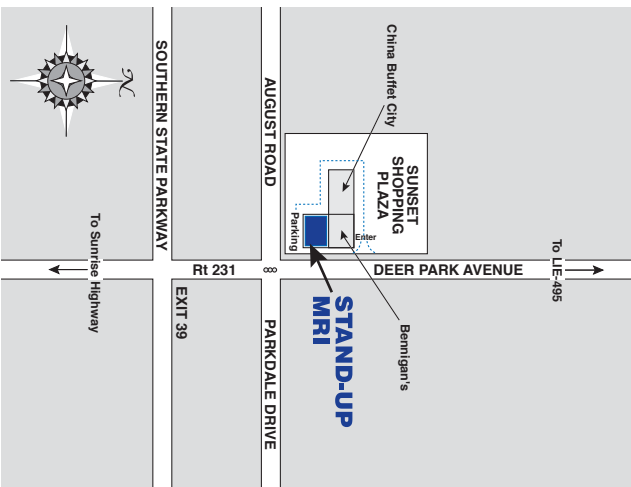 To LIE-495
DEER PARK AVENUE
SUNSET
SHOPPING
PLAZA
China Buffet City
Enter
Bennigan's
STAND-UP
MRI
Parking
AUGUST ROAD
PARKDALE DRIVE
Rt 231
EXIT 39
SOUTHERN STATE PARKWAY
To Sunrise Highway
N